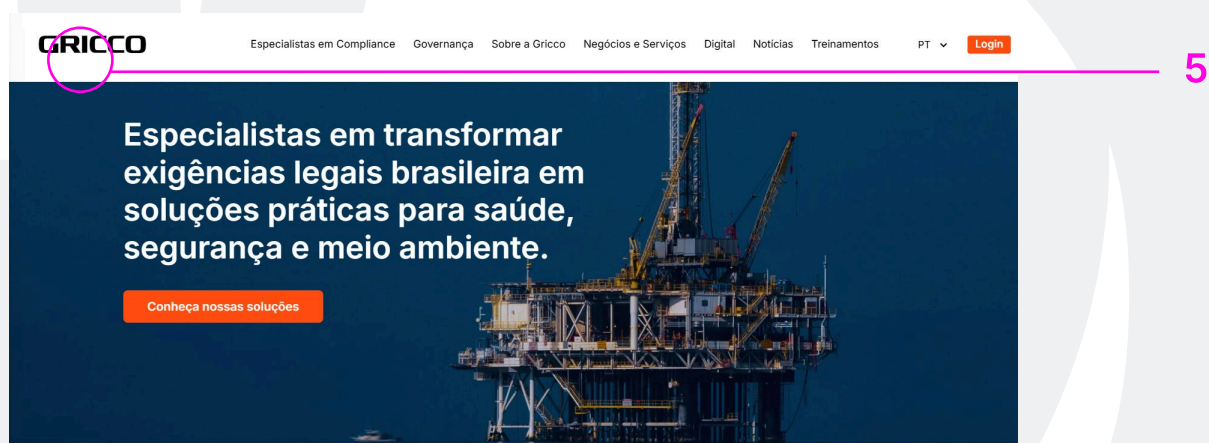 GRICCO
Especialistas em Compliance Governança Sobre a Gricco Negócios e Serviços Digital Notícias Treinamentos PT Login
5
Especialistas em transformar
exigências legais brasileira em
soluções práticas para saúde,
segurança e meio ambiente.
Conheça nossas soluções